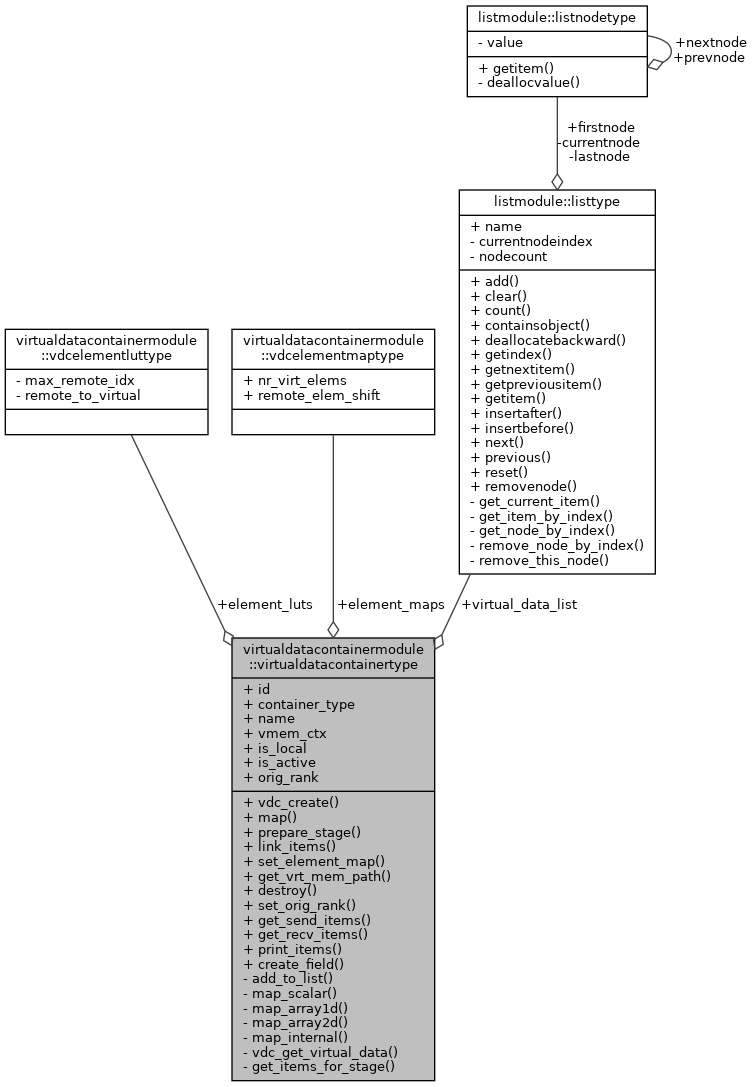 listmodule::listnodetype
- value
+ getitem()
- deallocvalue()
+nextnode
+prevnode
+firstnode
-currentnode
-lastnode
listmodule::listtype
+ name
- currentnodeindex
- nodecount
+ add()
+ clear()
+ count()
+ containsobject()
+ deallocatebackward()
+ getindex()
+ getnextitem()
+ getpreviousitem()
+ getitem()
+ insertafter()
+ insertbefore()
+ next()
+ previous()
+ reset()
+ removenode()
- get_current_item()
- get_item_by_index()
- get_node_by_index()
- remove_node_by_index()
- remove_this_node()
virtualdatacontainermodule
::vdcelementluttype
- max_remote_idx
- remote_to_virtual
virtualdatacontainermodule
::vdcelementmaptype
+ nr_virt_elems
+ remote_elem_shift
+element_luts
+element_maps
+virtual_data_list
virtualdatacontainermodule
::virtualdatacontainertype
+ id
+ container_type
+ name
+ vmem_ctx
+ is_local
+ is_active
+ orig_rank
+ vdc_create()
+ map()
+ prepare_stage()
+ link_items()
+ set_element_map()
+ get_vrt_mem_path()
+ destroy()
+ set_orig_rank()
+ get_send_items()
+ get_recv_items()
+ print_items()
+ create_field()
- add_to_list()
- map_scalar()
- map_array1d()
- map_array2d()
- map_internal()
- vdc_get_virtual_data()
- get_items_for_stage()